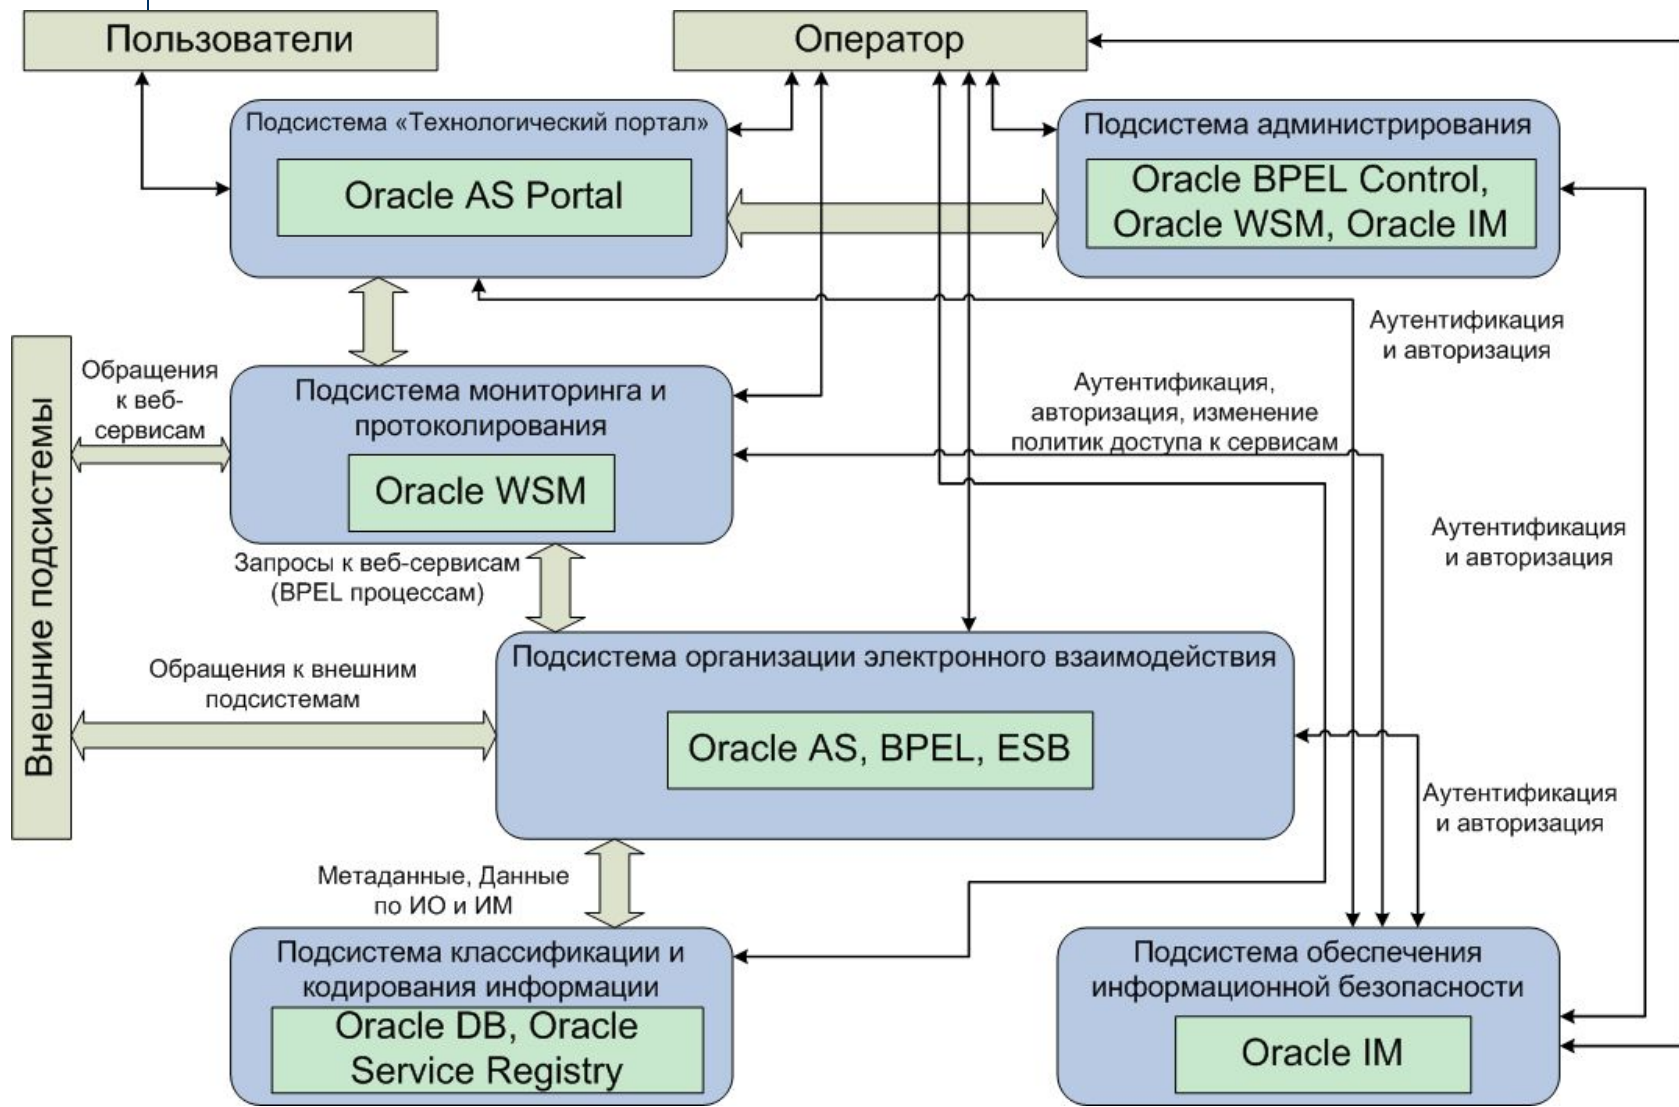 Пользователи
Оператор
Подсистема «Технологический портал»
Oracle AS Portal
Подсистема администрирования
Oracle BPEL Control,
Oracle WSM, Oracle IM
Аутентификация
и авторизация
Внешние подсистемы
Обращения
к веб-
сервисам
Подсистема мониторинга и
протоколирования
Oracle WSM
Аутентификация,
авторизация, изменение
политик доступа к сервисам
Аутентификация
и авторизация
Запросы к веб-сервисам
(BPEL процессам)
Обращения к внешним
подсистемам
Подсистема организации электронного взаимодействия
Oracle AS, BPEL, ESB
Аутентификация
и авторизация
Метаданные, Данные
по ИО и ИМ
Подсистема классификации и
кодирования информации
Oracle DB, Oracle
Service Registry
Подсистема обеспечения
информационной безопасности
Oracle IM